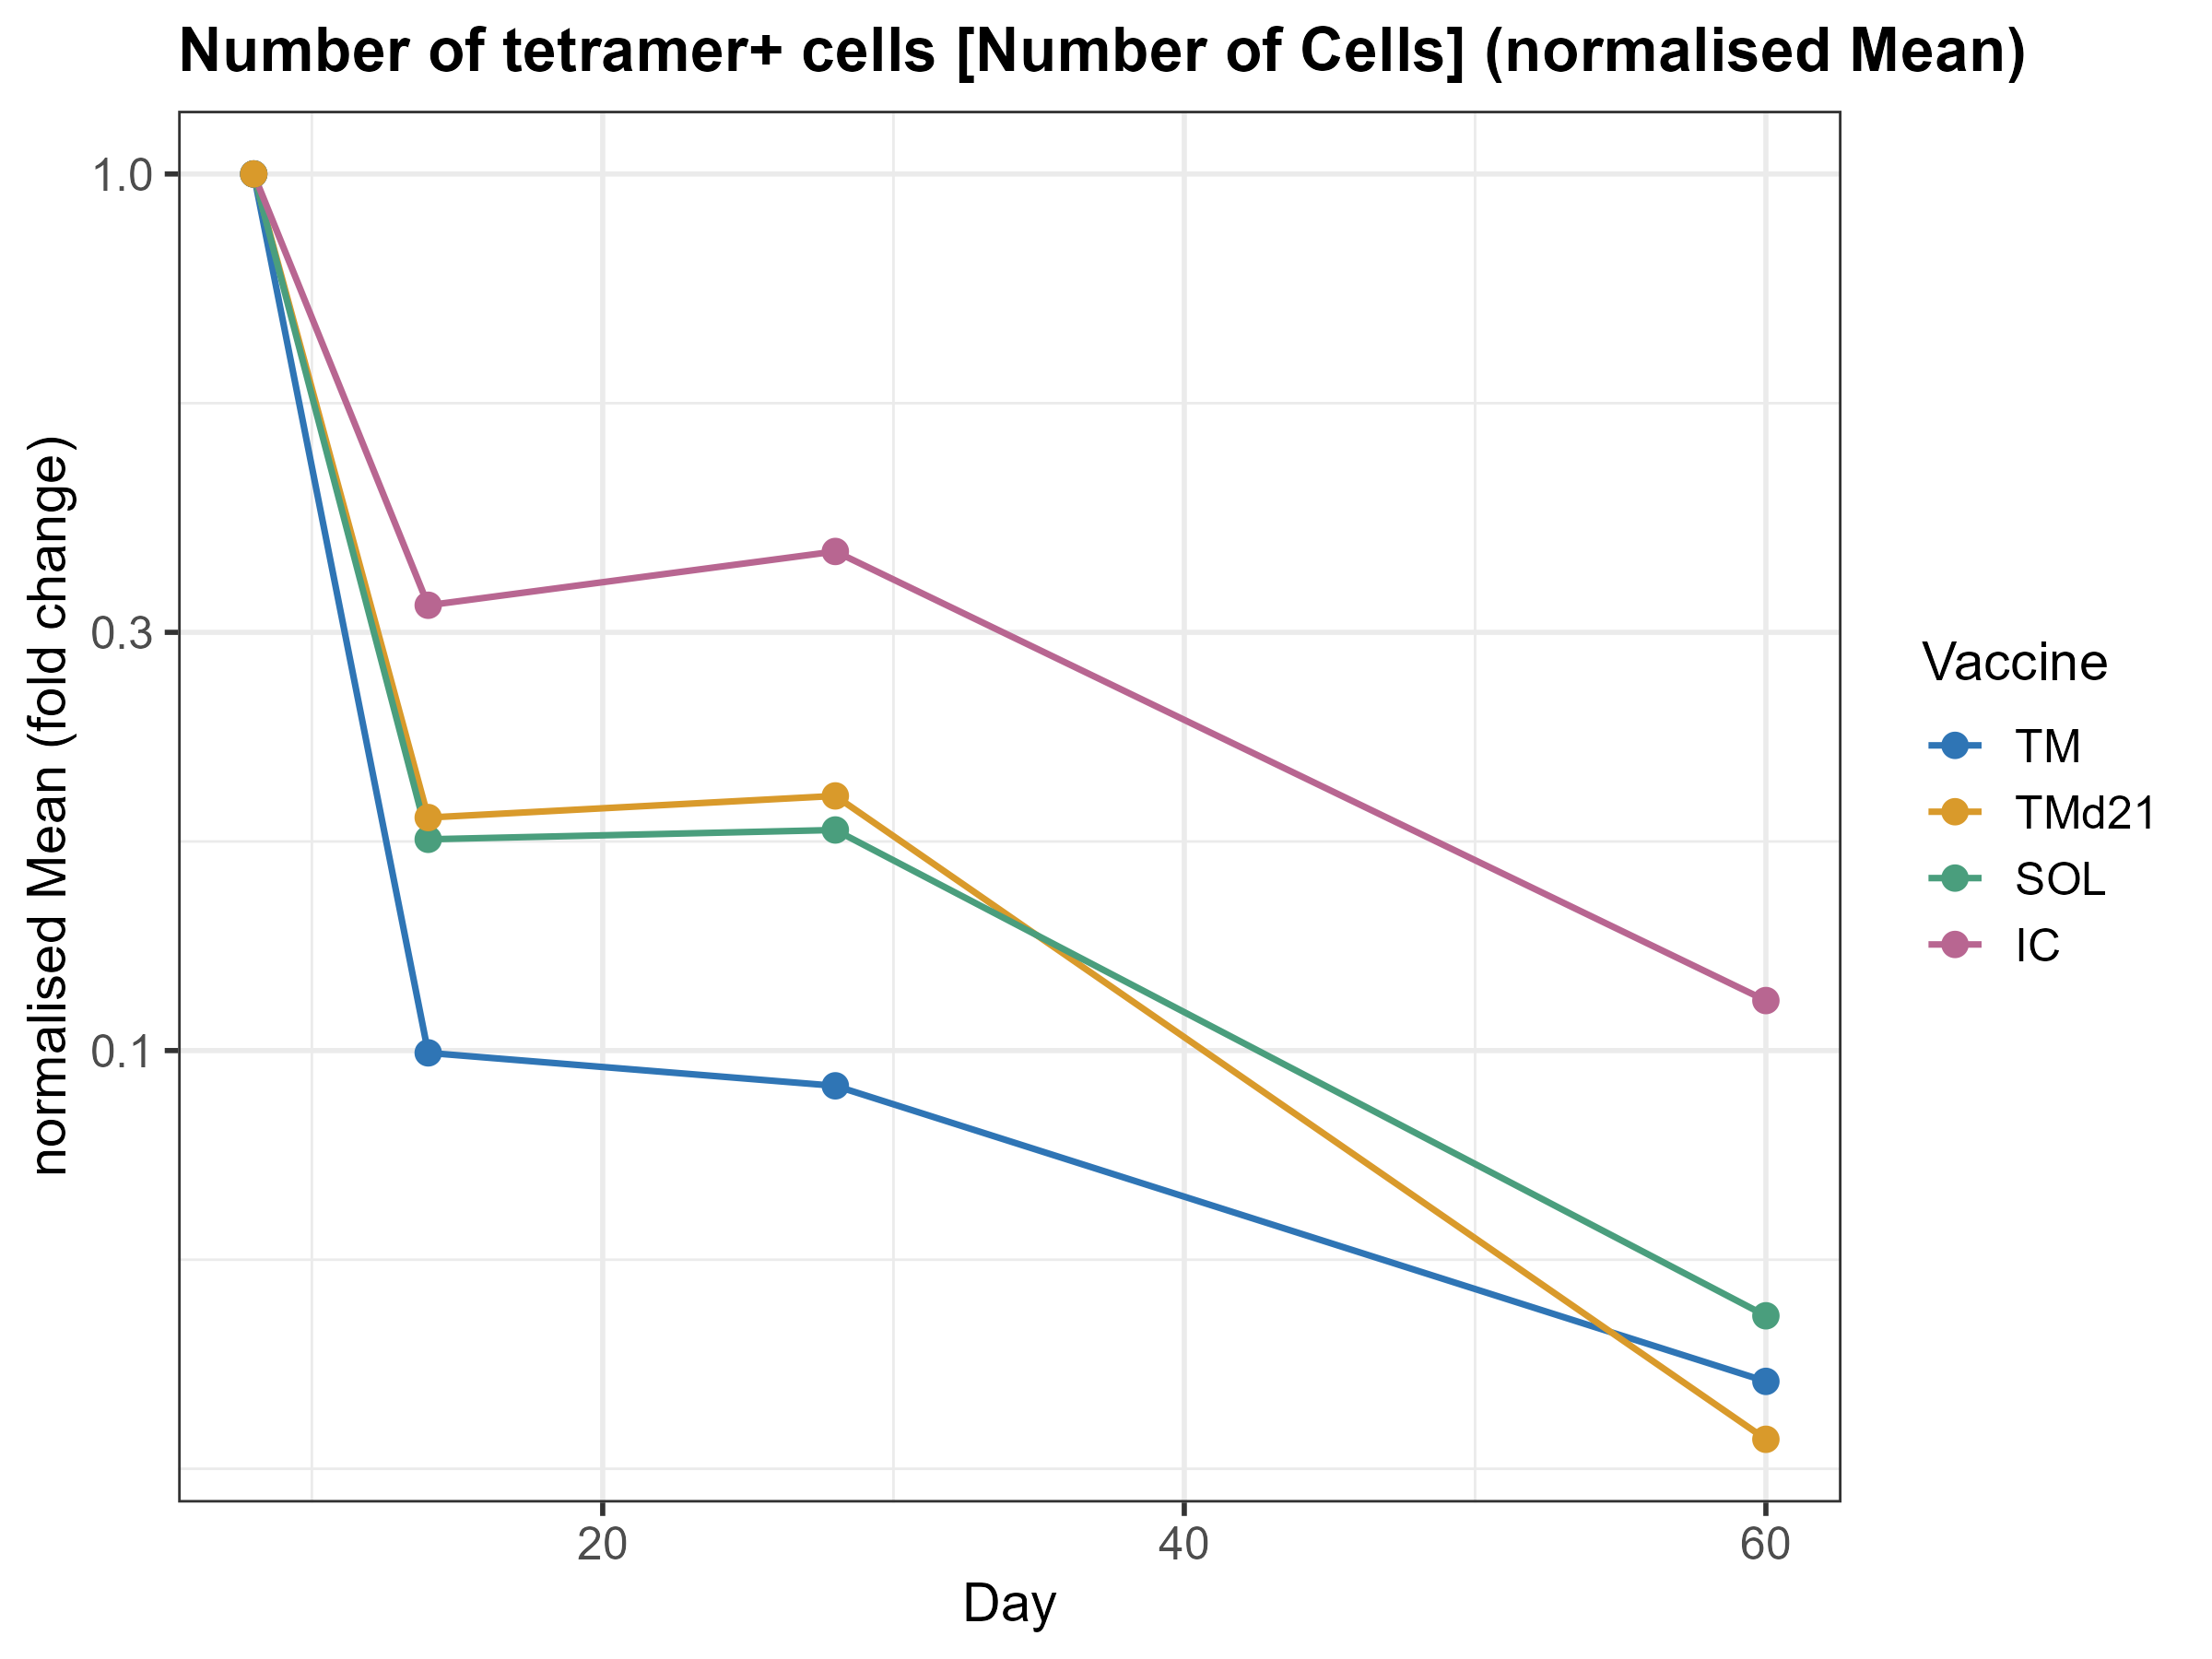 Number of tetramer+ cells [Number of Cells] (normalised Mean)
normalised Mean (fold change)
1.0
0.3
0.1
20
40
60
Day
Vaccine
TM
TMd21
SOL
IC